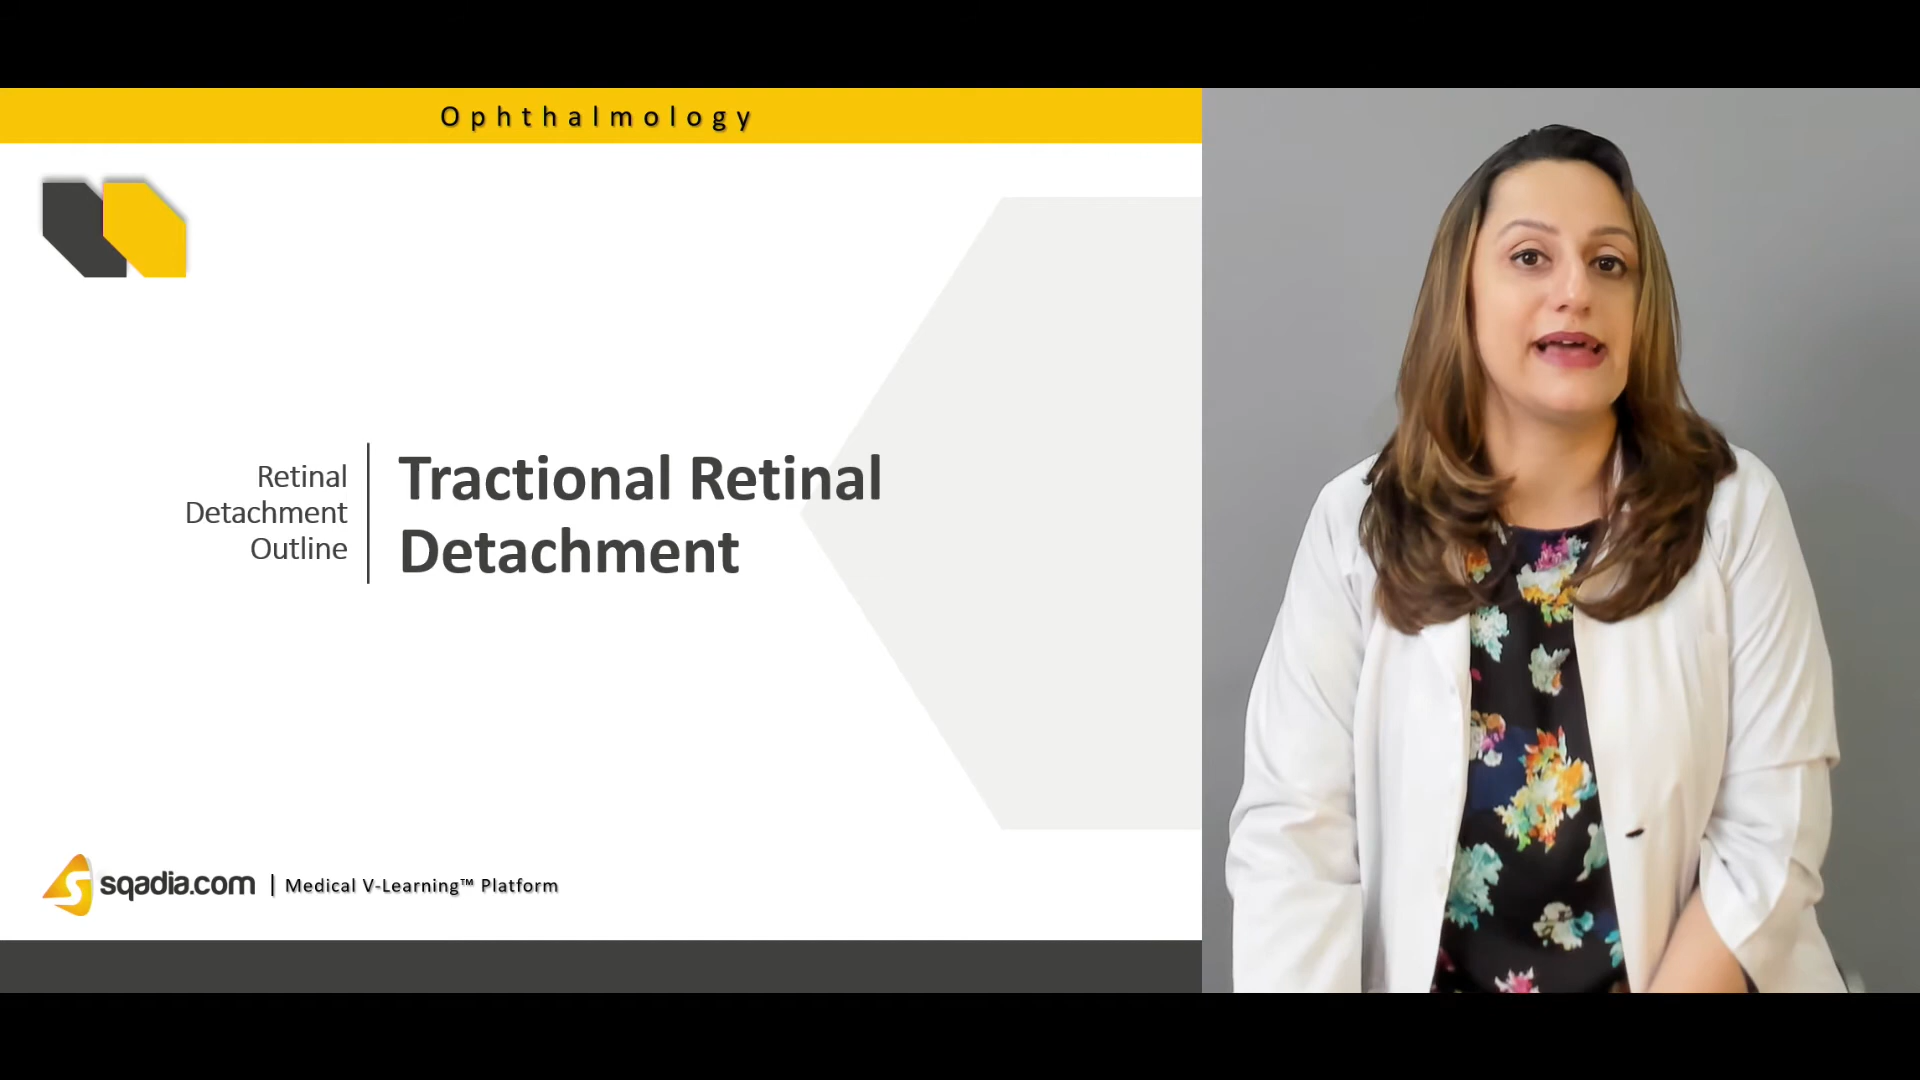 Ophthalmology
Retinal
Detachment
Outline
Tractional Retinal
Detachment
sqadia.com | Medical V-Learning™ Platform